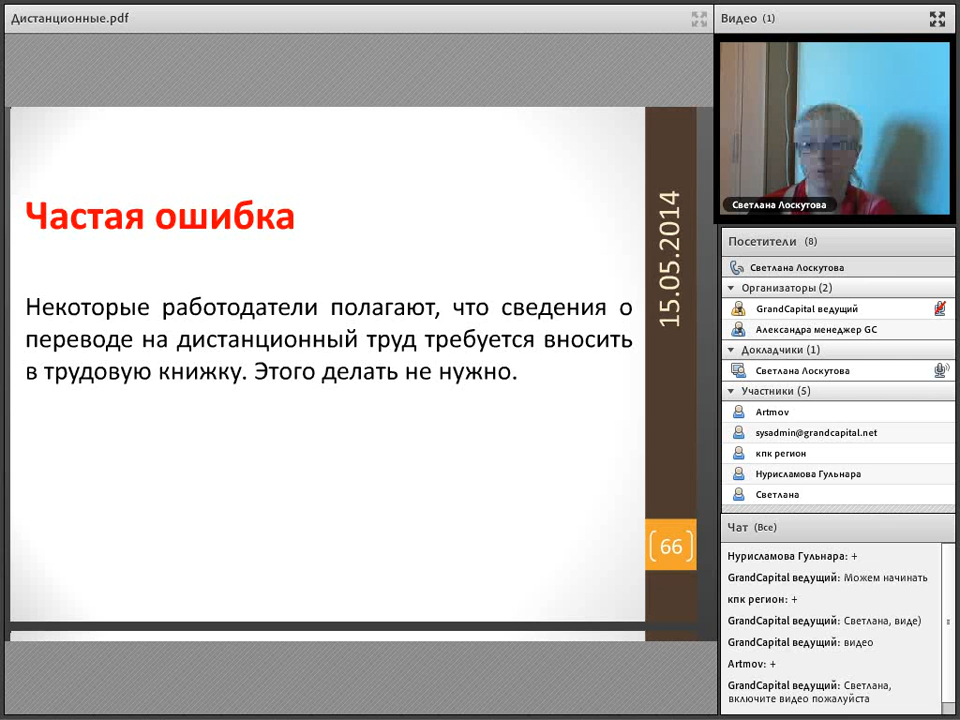 Дистанционные.pdf
Частая ошибка
Некоторые работодатели полагают, что сведения о
переводе на дистанционный труд требуется вносить
в трудовую книжку. Этого делать не нужно.
15.05.2014
66
Видео (1)
Светлана Лоскутова
Посетители (8)
Светлана Лоскутова
Организаторы (2)
GrandCapital ведущий
Александра менеджер GC
Докладчики (1)
Светлана Лоскутова
Участники (5)
Artmov
sysadmin@grandcapital.net
кпк регион
Нурисламова Гульнара
Светлана
Чат (Все)
Нурисламова Гульнара: +
GrandCapital ведущий: Можем начинать
кпк регион: +
GrandCapital ведущий: Светлана, виде)
GrandCapital ведущий: видео
Artmov: +
GrandCapital ведущий: Светлана,
включите видео пожалуйста